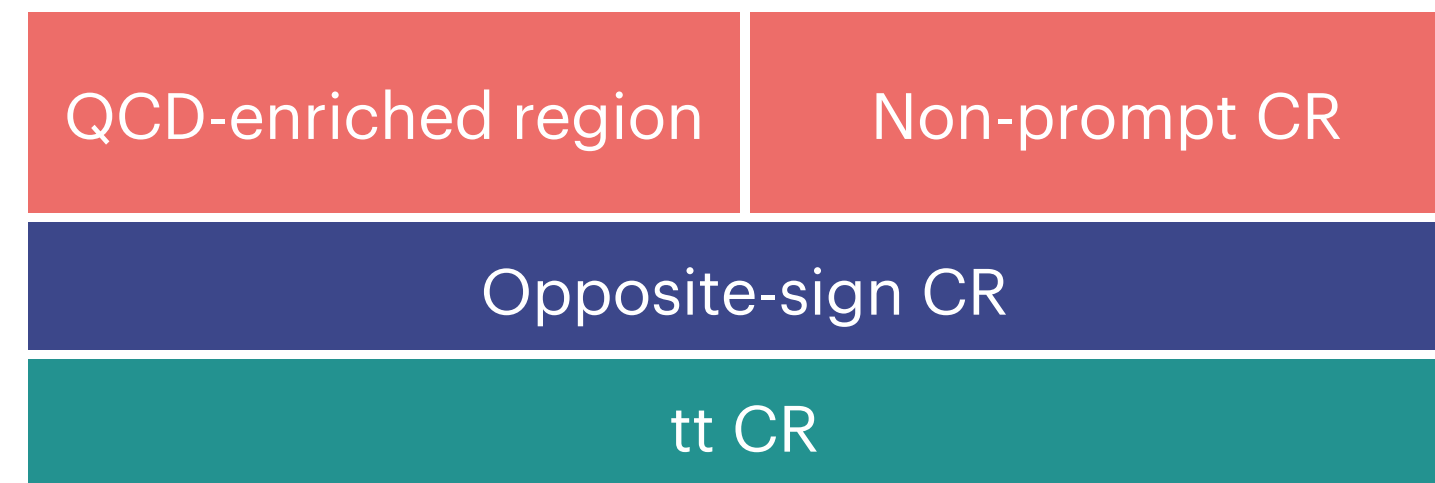 QCD-enriched region
Non-prompt CR
Opposite-sign CR
tt CR